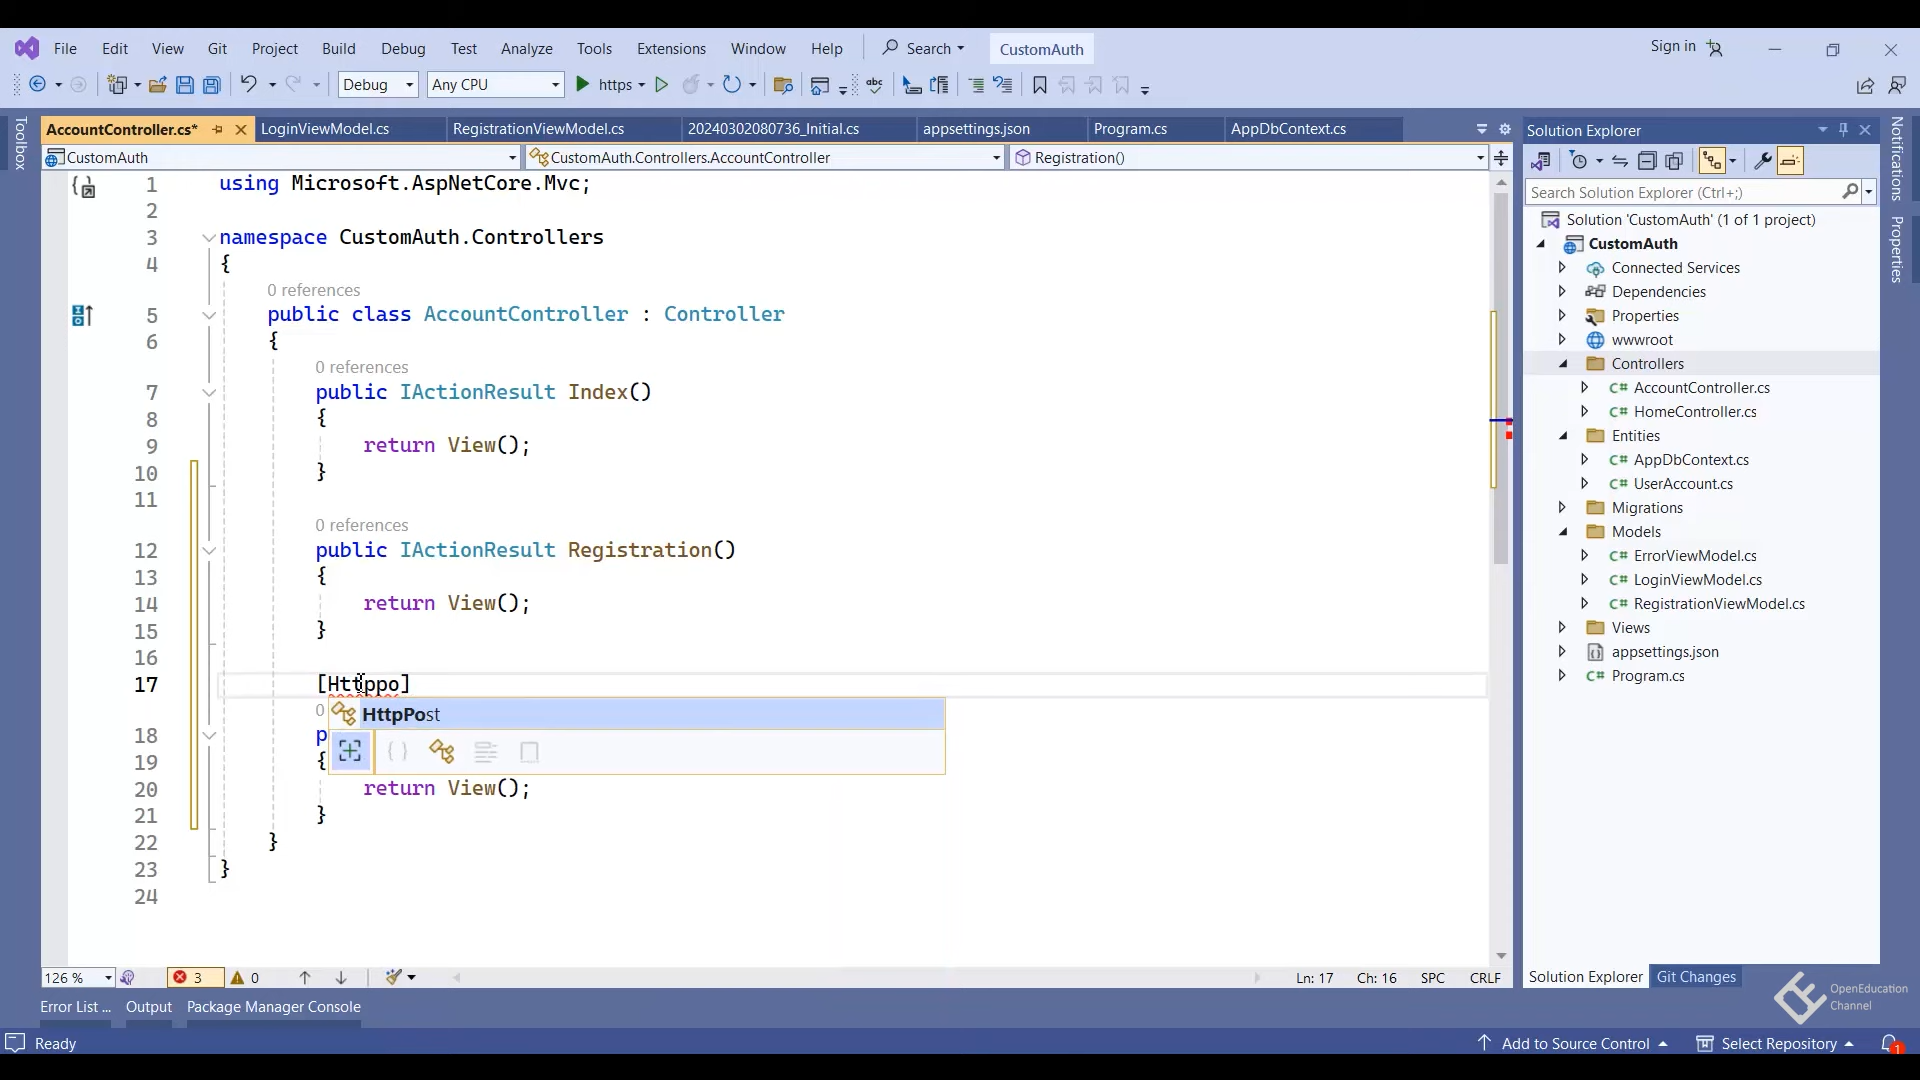 File Edit View Git Project Build Debug Test Analyze Tools Extensions Window Help Search CustomAuth Sign in
Debug Any CPU https abc
Toolbox
AccountController.cs* LoginViewModel.cs RegistrationViewModel.cs 20240302080736_Initial.cs appsettings.json Program.cs AppDbContext.cs
CustomAuth CustomAuth.Controllers.AccountController Registration()
1 using Microsoft.AspNetCore.Mvc;
2
3 namespace CustomAuth.Controllers
4 {
0 references
5 public class AccountController : Controller
6 {
0 references
7 public IActionResult Index()
8 {
9 return View();
10 }
11
0 references
12 public IActionResult Registration()
13 {
14 return View();
15 }
16
17 [Httppo]
0
HttpPost
18 p
19 {
20 return View();
21 }
22 }
23 }
24
126 % 3 0 Ln: 17 Ch: 16 SPC CRLF
Error List ... Output Package Manager Console
Ready
Solution Explorer
Search Solution Explorer (Ctrl+;)
Solution 'CustomAuth' (1 of 1 project)
CustomAuth
Connected Services
Dependencies
Properties
wwwroot
Controllers
C# AccountController.cs
C# HomeController.cs
Entities
C# AppDbContext.cs
C# UserAccount.cs
Migrations
Models
C# ErrorViewModel.cs
C# LoginViewModel.cs
C# RegistrationViewModel.cs
Views
appsettings.json
C# Program.cs
Solution Explorer Git Changes
Notifications
Properties
OpenEducation
Channel
Add to Source Control Select Repository 1